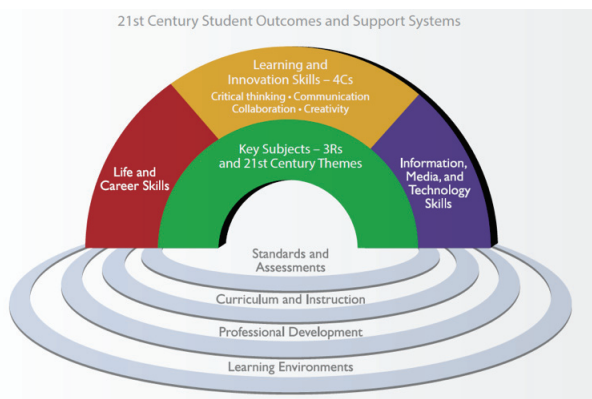 21st Century Student Outcomes and Support Systems
Learning and
Innovation Skills – 4Cs
Critical thinking • Communication
Collaboration • Creativity
Key Subjects – 3Rs
and 21st Century Themes
Life and
Career Skills
Information,
Media, and
Technology
Skills
Standards and
Assessments
Curriculum and Instruction
Professional Development
Learning Environments